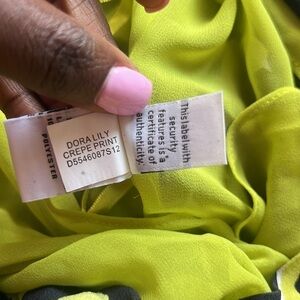 DORA LILY
CREPE PRINT
D5546087S12
POLYESTER
This label with
security
features is a
certificate of
authenticity.